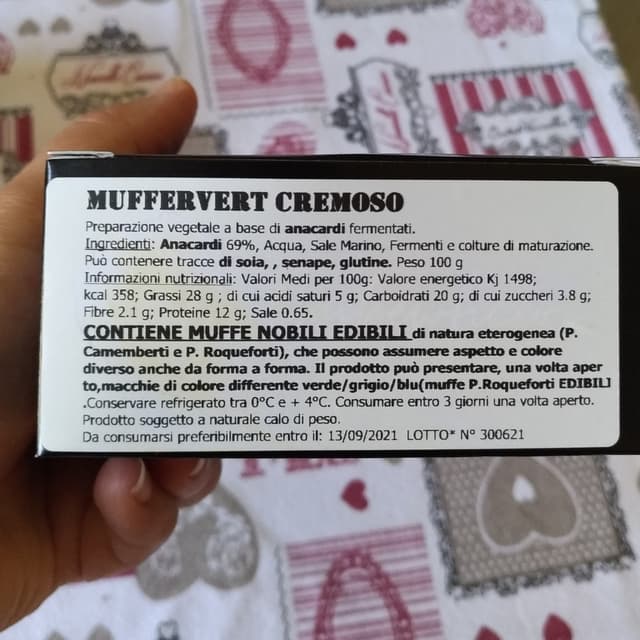 MUFFERVERT CREMOSO
Preparazione vegetale a base di anacardi fermentati.
Ingredienti: Anacardi 69%, Acqua, Sale Marino, Fermenti e colture di maturazione.
Può contenere tracce di soia, , senape, glutine. Peso 100 g
Informazioni nutrizionali: Valori Medi per 100g: Valore energetico Kj 1498;
kcal 358; Grassi 28 g ; di cui acidi saturi 5 g; Carboidrati 20 g; di cui zuccheri 3.8 g;
Fibre 2.1 g; Proteine 12 g; Sale 0.65.
CONTIENE MUFFE NOBILI EDIBILI di natura eterogenea (P.
Camemberti e P. Roqueforti), che possono assumere aspetto e colore
diverso anche da forma a forma. Il prodotto può presentare, una volta aper
to,macchie di colore differente verde/grigio/blu(muffe P.Roqueforti EDIBILI
.Conservare refrigerato tra 0°C e + 4°C. Consumare entro 3 giorni una volta aperto.
Prodotto soggetto a naturale calo di peso.
Da consumarsi preferibilmente entro il: 13/09/2021 LOTTO* N° 300621